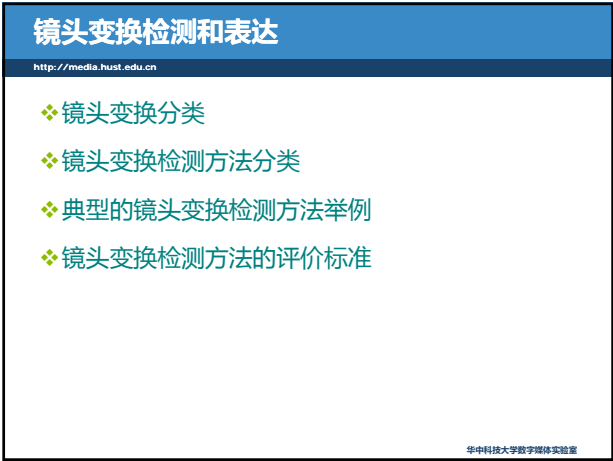 镜头变换检测和表达
http://media.hust.edu.cn
镜头变换分类
镜头变换检测方法分类
典型的镜头变换检测方法举例
镜头变换检测方法的评价标准
华中科技大学数字媒体实验室